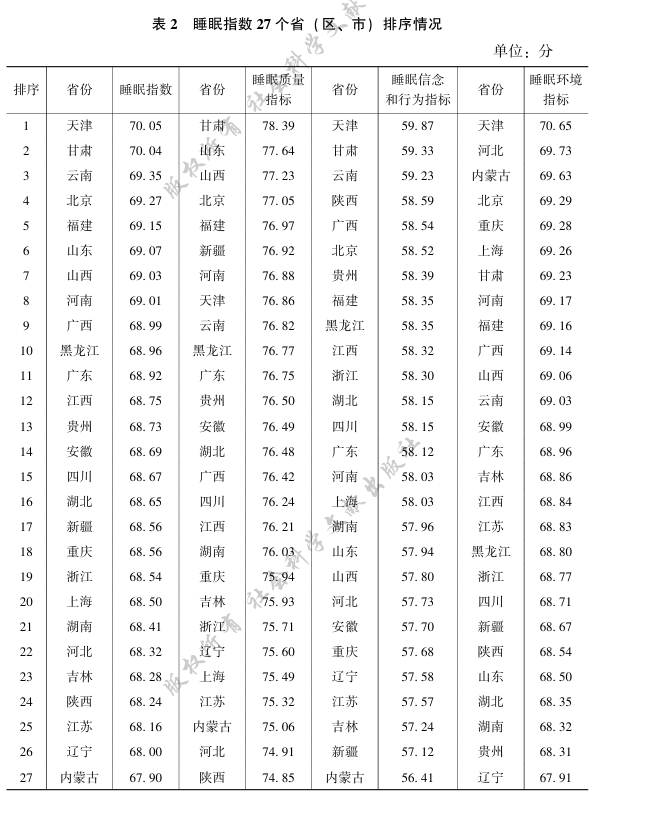 表 2　睡眠指数 27 个省（区、市）排序情况
单位：分
排序 省份 睡眠指数 省份 睡眠质量指标 省份 睡眠信念和行为指标 省份 睡眠环境指标
1 天津 70.05 甘肃 78.39 天津 59.87 天津 70.65
2 甘肃 70.04 山东 77.64 甘肃 59.33 河北 69.73
3 云南 69.35 山西 77.23 云南 59.23 内蒙古 69.63
4 北京 69.27 北京 77.05 陕西 58.59 北京 69.29
5 福建 69.15 福建 76.97 广西 58.54 重庆 69.28
6 山东 69.07 新疆 76.92 北京 58.52 上海 69.26
7 山西 69.03 河南 76.88 贵州 58.39 甘肃 69.23
8 河南 69.01 天津 76.86 福建 58.35 河南 69.17
9 广西 68.99 云南 76.82 黑龙江 58.35 福建 69.16
10 黑龙江 68.96 黑龙江 76.77 江西 58.32 广西 69.14
11 广东 68.92 广东 76.75 浙江 58.30 山西 69.06
12 江西 68.75 贵州 76.50 湖北 58.15 云南 69.03
13 贵州 68.73 安徽 76.49 四川 58.15 安徽 68.99
14 安徽 68.69 湖北 76.48 广东 58.12 广东 68.96
15 四川 68.67 广西 76.42 河南 58.03 吉林 68.86
16 湖北 68.65 四川 76.24 上海 58.03 江西 68.84
17 新疆 68.56 江西 76.21 湖南 57.96 江苏 68.83
18 重庆 68.56 湖南 76.03 山东 57.94 黑龙江 68.80
19 浙江 68.54 重庆 75.94 山西 57.80 浙江 68.77
20 上海 68.50 吉林 75.93 河北 57.73 四川 68.71
21 湖南 68.41 浙江 75.71 安徽 57.70 新疆 68.67
22 河北 68.32 辽宁 75.60 重庆 57.68 陕西 68.54
23 吉林 68.28 上海 75.49 辽宁 57.58 山东 68.50
24 陕西 68.24 江苏 75.32 江苏 57.57 湖北 68.35
25 江苏 68.16 内蒙古 75.06 吉林 57.24 湖南 68.32
26 辽宁 68.00 河北 74.91 新疆 57.12 贵州 68.31
27 内蒙古 67.90 陕西 74.85 内蒙古 56.41 辽宁 67.91
版权所有 社会科学文献
版权所有 社会科学文献出版社